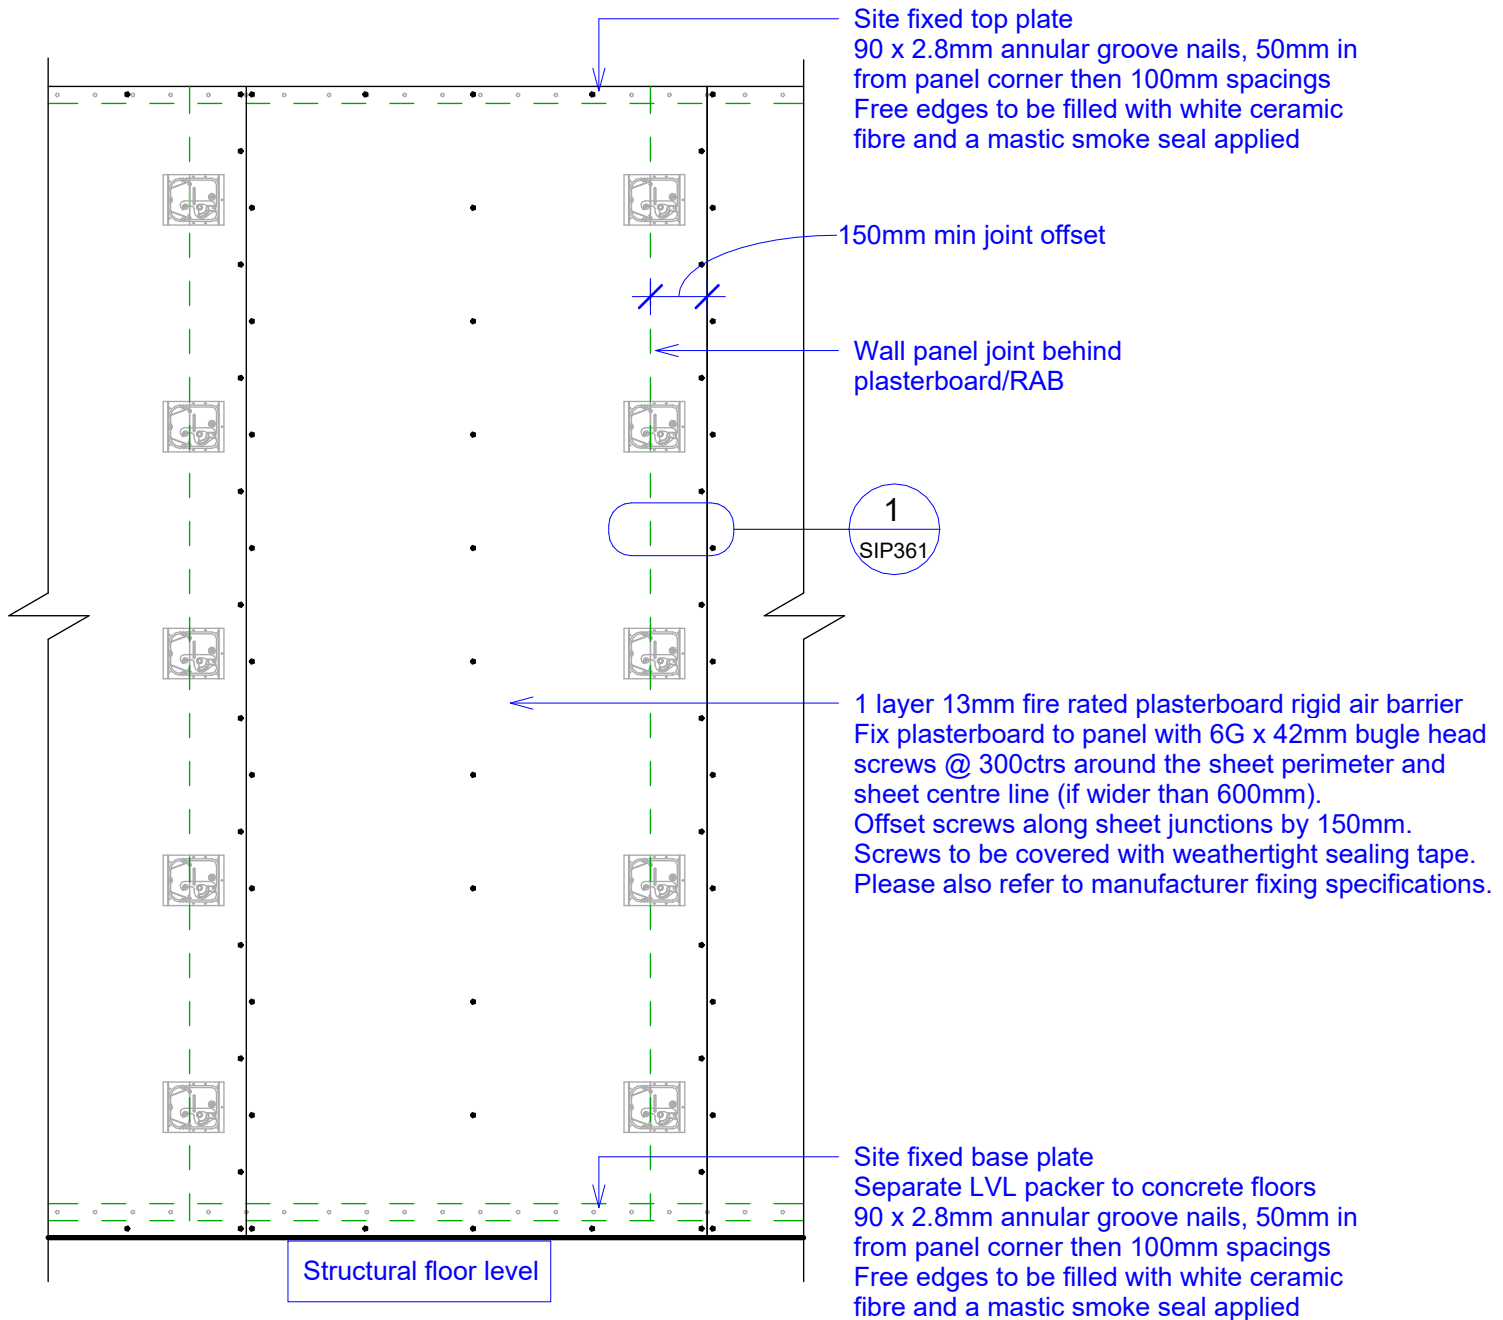 Site fixed top plate
90 x 2.8mm annular groove nails, 50mm in
from panel corner then 100mm spacings
Free edges to be filled with white ceramic
fibre and a mastic smoke seal applied
150mm min joint offset
Wall panel joint behind
plasterboard/RAB
1
SIP361
1 layer 13mm fire rated plasterboard rigid air barrier
Fix plasterboard to panel with 6G x 42mm bugle head
screws @ 300ctrs around the sheet perimeter and
sheet centre line (if wider than 600mm).
Offset screws along sheet junctions by 150mm.
Screws to be covered with weathertight sealing tape.
Please also refer to manufacturer fixing specifications.
Site fixed base plate
Separate LVL packer to concrete floors
90 x 2.8mm annular groove nails, 50mm in
from panel corner then 100mm spacings
Free edges to be filled with white ceramic
fibre and a mastic smoke seal applied
Structural floor level